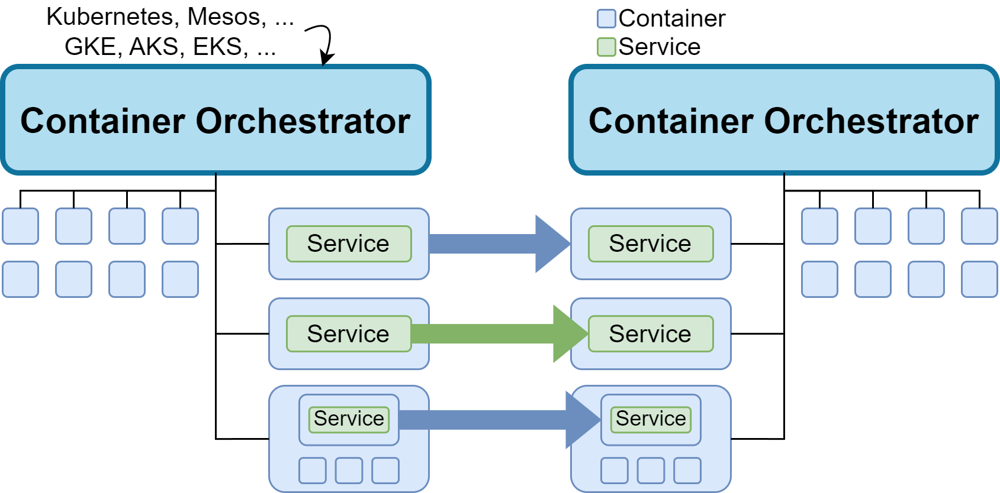 Kubernetes, Mesos, ...
GKE, AKS, EKS, ...
Container
Service
Container Orchestrator
Container Orchestrator
Service
Service
Service
Service
Service
Service